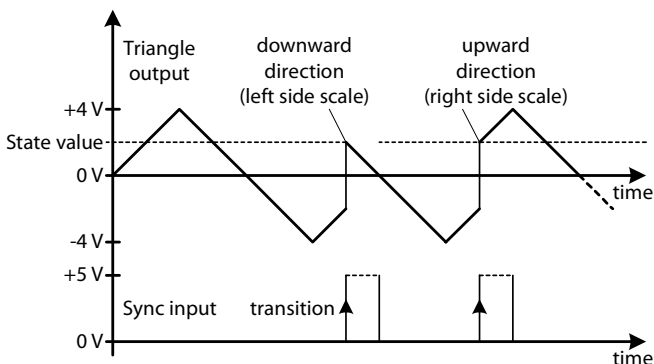 Triangle
output
downward
direction
(left side scale)
upward
direction
(right side scale)
+4 V
State value
0 V
time
-4 V
+5 V
Sync input
transition
0 V
time